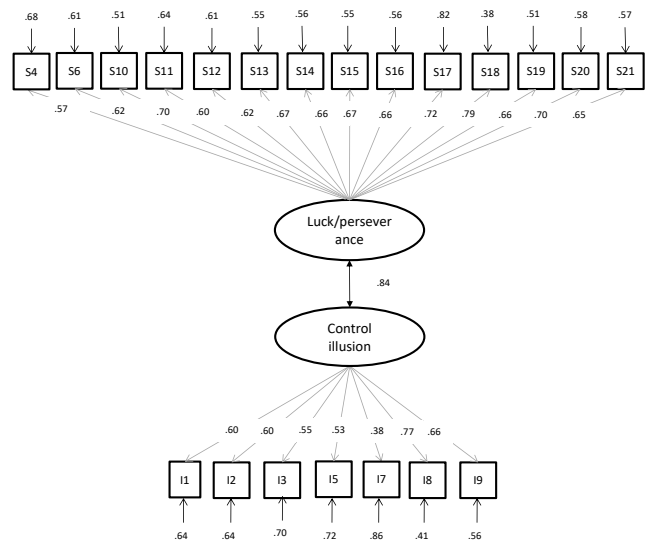 .68 .61 .51 .64 .61 .55 .56 .55 .56 .82 .38 .51 .58 .57
S4 S6 S10 S11 S12 S13 S14 S15 S16 S17 S18 S19 S20 S21
.57 .62 .70 .60 .62 .67 .66 .67 .66 .72 .79 .66 .70 .65
Luck/persever
ance
.84
Control
illusion
.60 .60 .55 .53 .38 .77 .66
I1 I2 I3 I5 I7 I8 I9
.64 .64 .70 .72 .86 .41 .56